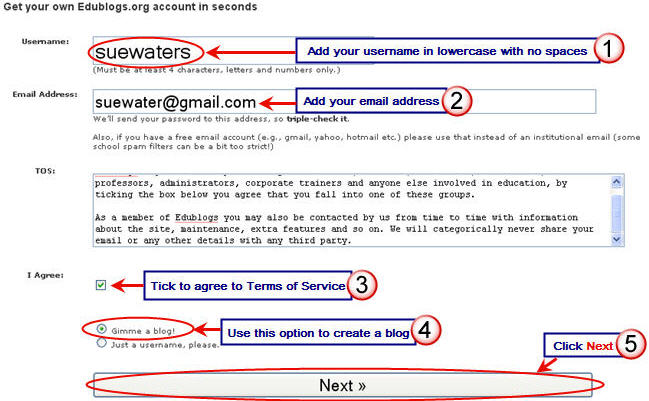 Get your own Edublogs.org account in seconds
Username:
suewaters
Add your username in lowercase with no spaces
1
(Must be at least 4 characters, letters and numbers only.)
Email Address:
suewater@gmail.com
Add your email address
2
We'll send your password to this address, so triple-check it.
Also, if you have a free email account (e.g., gmail, yahoo, hotmail etc.) please use that instead of an institutional email (some
school spam filters can be a bit too strict!)
TOS:
professors, administrators, corporate trainers and anyone else involved in education, by
ticking the box below you agree that you fall into one of these groups.
As a member of Edublogs you may also be contacted by us from time to time with information
about the site, maintenance, extra features and so on. We will categorically never share your
email or any other details with any third party.
I Agree:
Tick to agree to Terms of Service
3
Gimme a blog!
Use this option to create a blog
4
Just a username, please.
Click Next
5
Next »